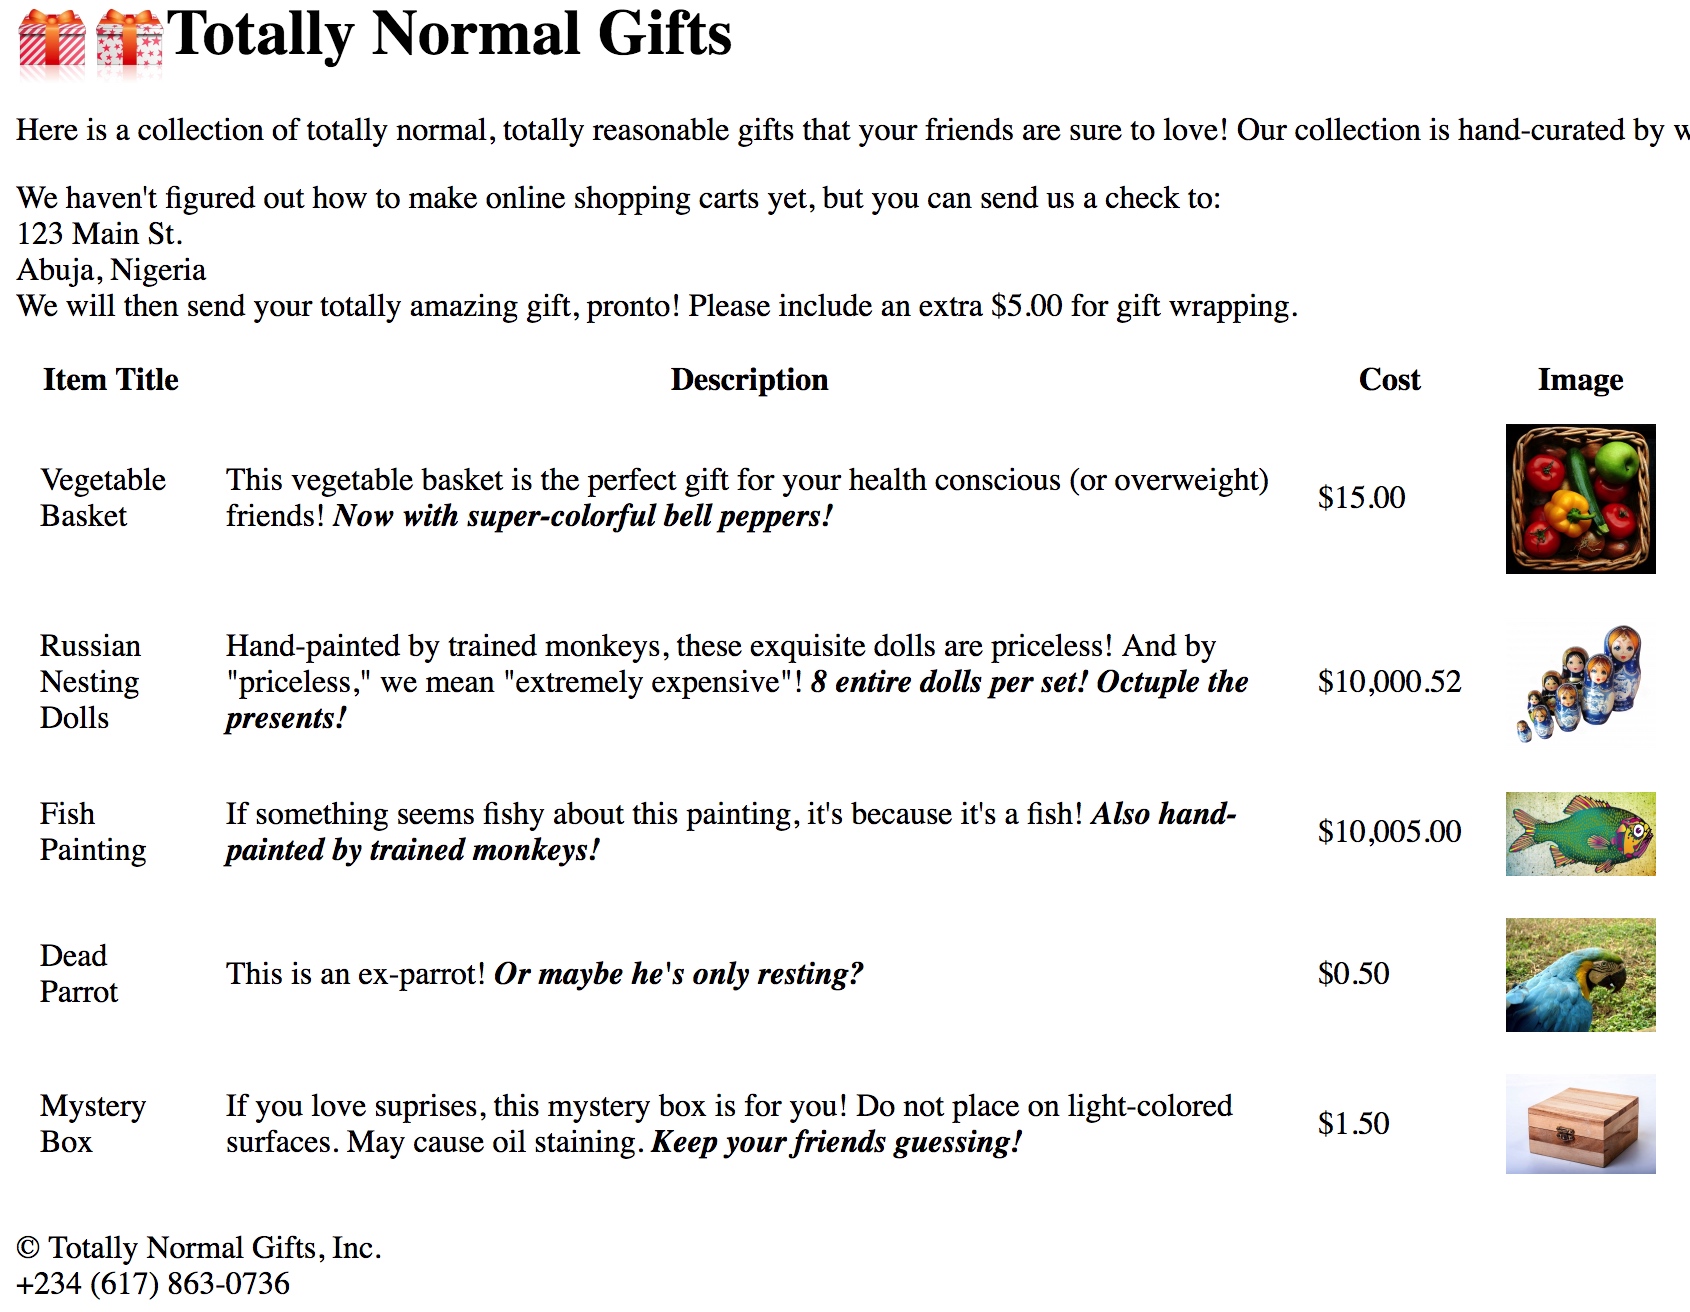 Totally Normal Gifts
Here is a collection of totally normal, totally reasonable gifts that your friends are sure to love! Our collection is hand-curated by
We haven't figured out how to make online shopping carts yet, but you can send us a check to:
123 Main St.
Abuja, Nigeria
We will then send your totally amazing gift, pronto! Please include an extra $5.00 for gift wrapping.
Item Title Description Cost Image
Vegetable
Basket
This vegetable basket is the perfect gift for your health conscious (or overweight)
friends! Now with super-colorful bell peppers!
$15.00
Russian
Nesting
Dolls
Hand-painted by trained monkeys, these exquisite dolls are priceless! And by
"priceless," we mean "extremely expensive"! 8 entire dolls per set! Octuple the
presents!
$10,000.52
Fish
Painting
If something seems fishy about this painting, it's because it's a fish! Also hand-
painted by trained monkeys!
$10,005.00
Dead
Parrot
This is an ex-parrot! Or maybe he's only resting?
$0.50
Mystery
Box
If you love suprises, this mystery box is for you! Do not place on light-colored
surfaces. May cause oil staining. Keep your friends guessing!
$1.50
© Totally Normal Gifts, Inc.
+234 (617) 863-0736